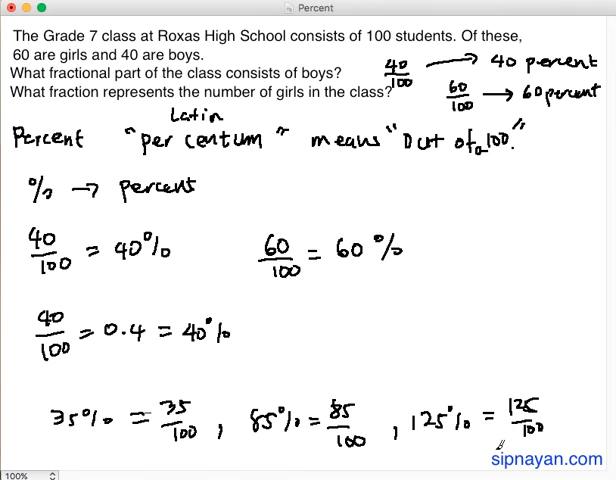 Percent
The Grade 7 class at Roxas High School consists of 100 students. Of these,
60 are girls and 40 are boys.
What fractional part of the class consists of boys?
40/100 → 40 percent
What fraction represents the number of girls in the class?
60/100 → 60 percent
Latin
Percent "per centum" means "Out of a 100."
% → percent
40/100 = 40%
60/100 = 60%
40/100 = 0.4 = 40%
35% = 35/100, 85% = 85/100, 125% = 125/100
sipnayan.com
100%